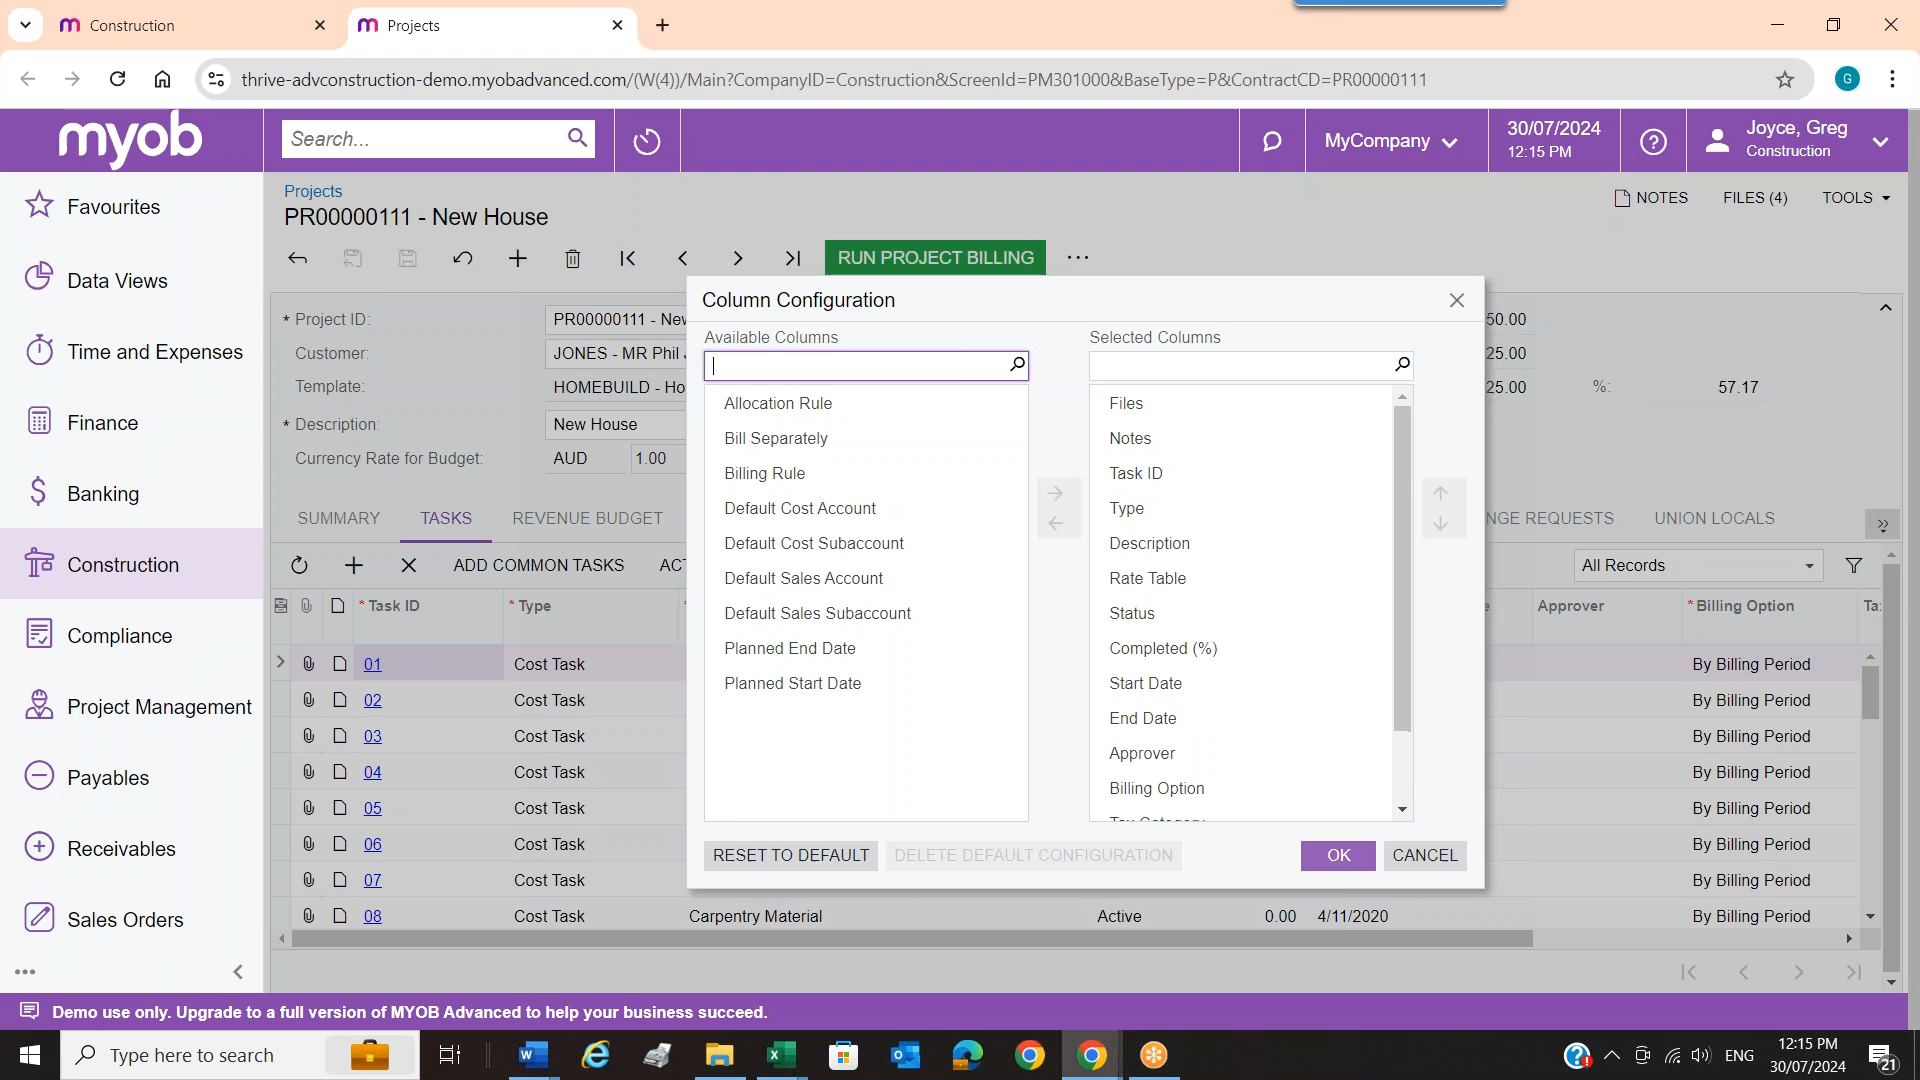 Construction
Projects
thrive-advconstruction-demo.myobadvanced.com/(W(4))/Main?CompanyID=Construction&ScreenId=PM301000&BaseType=P&ContractCD=PR00000111
G
myob
Search...
MyCompany
30/07/2024
12:15 PM
Joyce, Greg
Construction
Favourites
Data Views
Time and Expenses
Finance
Banking
Construction
Compliance
Project Management
Payables
Receivables
Sales Orders
Projects
PR00000111 - New House
NOTES
FILES (4)
TOOLS
RUN PROJECT BILLING
* Project ID:
PR00000111 - New
50.00
Customer:
JONES - MR Phil
25.00
Template:
HOMEBUILD - Ho
25.00
%:
57.17
* Description:
New House
Currency Rate for Budget:
AUD
1.00
SUMMARY
TASKS
REVENUE BUDGET
NGE REQUESTS
UNION LOCALS
ADD COMMON TASKS
AC
All Records
* Task ID
* Type
Approver
* Billing Option
Ta
01 Cost Task By Billing Period
02 Cost Task By Billing Period
03 Cost Task By Billing Period
04 Cost Task By Billing Period
05 Cost Task By Billing Period
06 Cost Task By Billing Period
07 Cost Task By Billing Period
08 Cost Task Carpentry Material Active 0.00 4/11/2020 By Billing Period
Column Configuration
Available Columns
Allocation Rule
Bill Separately
Billing Rule
Default Cost Account
Default Cost Subaccount
Default Sales Account
Default Sales Subaccount
Planned End Date
Planned Start Date
Selected Columns
Files
Notes
Task ID
Type
Description
Rate Table
Status
Completed (%)
Start Date
End Date
Approver
Billing Option
Tax Category
RESET TO DEFAULT
DELETE DEFAULT CONFIGURATION
OK
CANCEL
Demo use only. Upgrade to a full version of MYOB Advanced to help your business succeed.
Type here to search
ENG
12:15 PM
30/07/2024
21